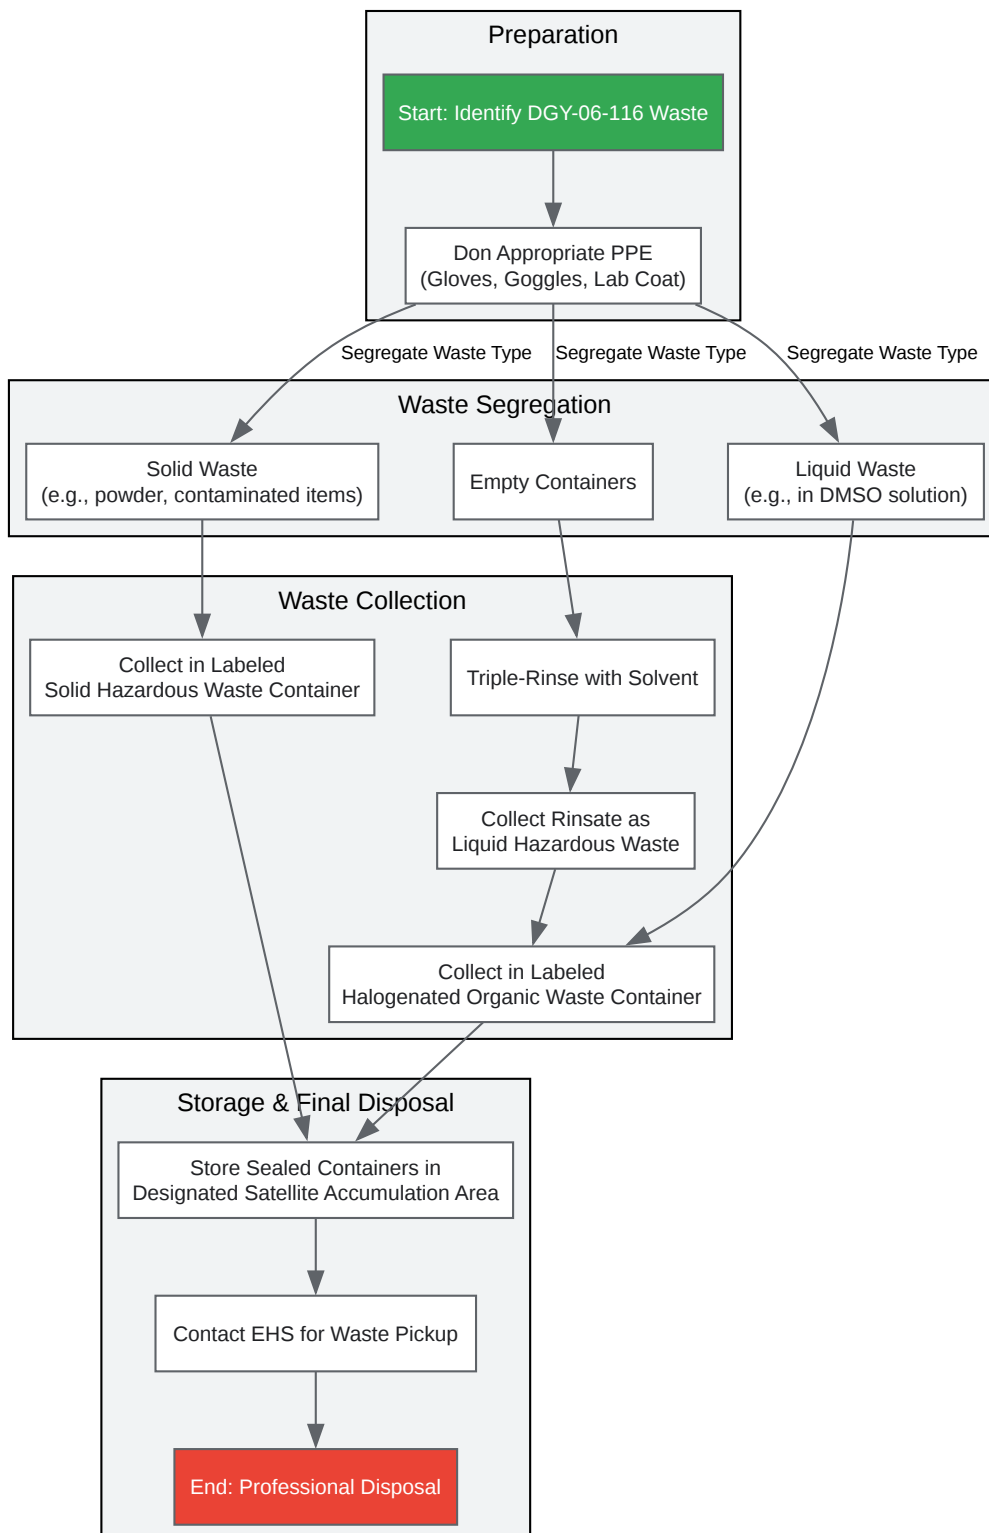 Preparation
Start: Identify DGY-06-116 Waste
Don Appropriate PPE
(Gloves, Goggles, Lab Coat)
Segregate Waste Type
Segregate Waste Type
Segregate Waste Type
Waste Segregation
Solid Waste
(e.g., powder, contaminated items)
Empty Containers
Liquid Waste
(e.g., in DMSO solution)
Waste Collection
Collect in Labeled
Solid Hazardous Waste Container
Triple-Rinse with Solvent
Collect Rinsate as
Liquid Hazardous Waste
Collect in Labeled
Halogenated Organic Waste Container
Storage & Final Disposal
Store Sealed Containers in
Designated Satellite Accumulation Area
Contact EHS for Waste Pickup
End: Professional Disposal